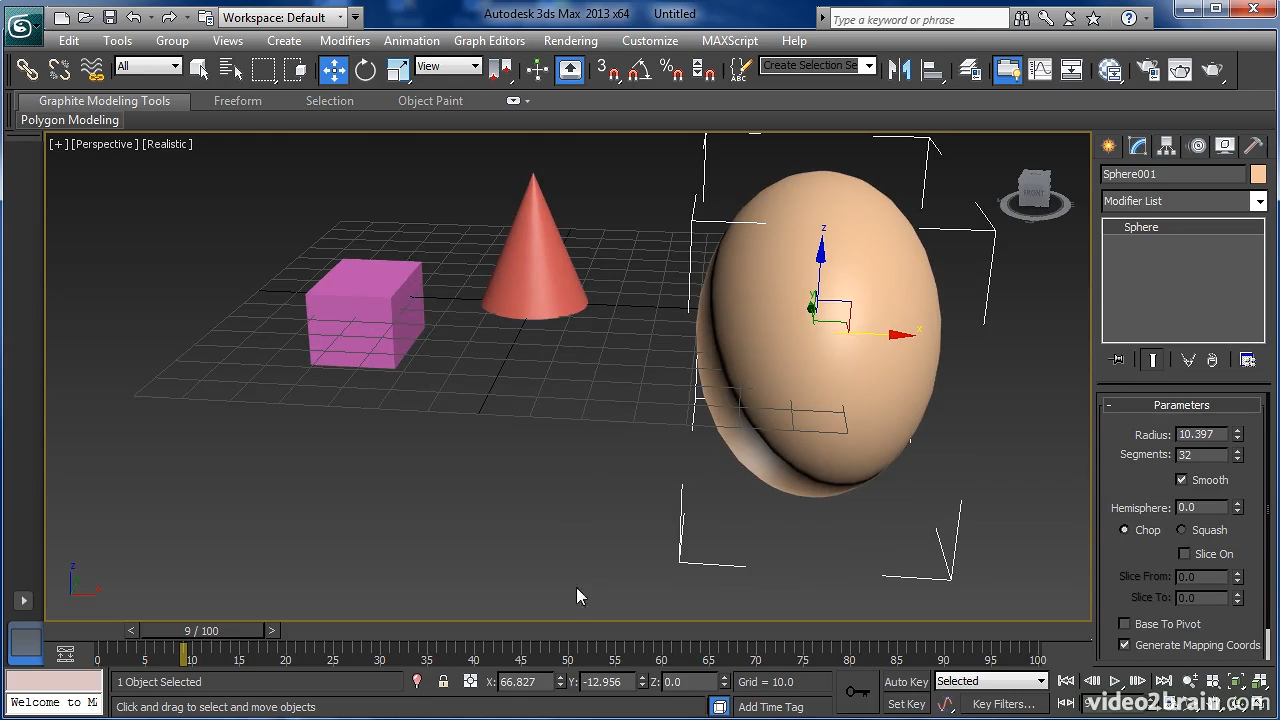 Workspace: Default
Autodesk 3ds Max 2013 x64 Untitled
Type a keyword or phrase
Edit Tools Group Views Create Modifiers Animation Graph Editors Rendering Customize MAXScript Help
All
View
3
Create Selection Se
Graphite Modeling Tools Freeform Selection Object Paint
Polygon Modeling
[ + ] [Perspective ] [Realistic ]
FRONT
z
y
x
z
Sphere001
Modifier List
Sphere
- Parameters
Radius: 10.397
Segments: 32
Smooth
Hemisphere: 0.0
Chop Squash
Slice On
Slice From: 0.0
Slice To: 0.0
Base To Pivot
Generate Mapping Coords
< 9 / 100 >
0 5 10 15 20 25 30 35 40 45 50 55 60 65 70 75 80 85 90 95 100
1 Object Selected
X: 66.827 Y: -12.956 Z: 0.0 Grid = 10.0
Auto Key Selected
Welcome to M
Click and drag to select and move objects
Add Time Tag
Set Key Key Filters...
video2brain.com